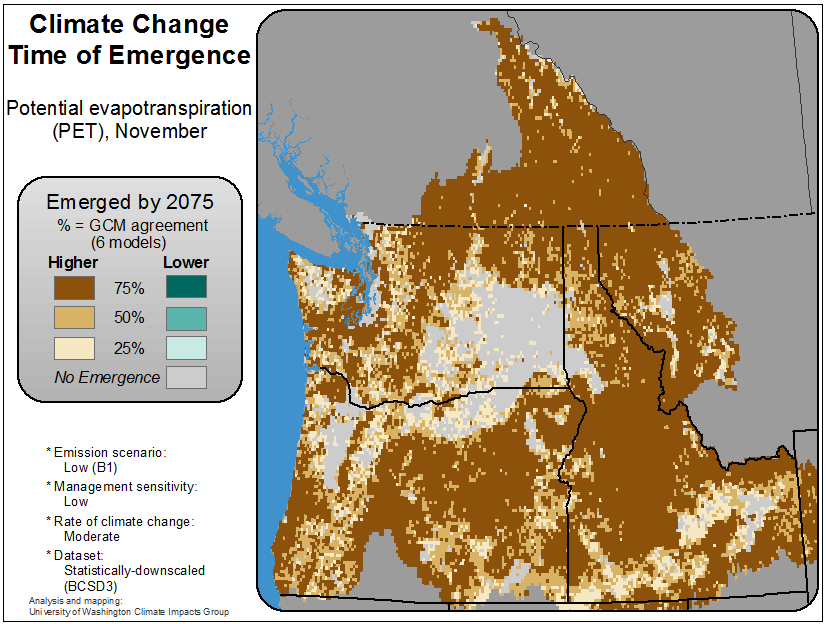 Climate Change
Time of Emergence
Potential evapotranspiration
(PET), November
Emerged by 2075
% = GCM agreement
(6 models)
Higher Lower
75%
50%
25%
No Emergence
* Emission scenario:
Low (B1)
* Management sensitivity:
Low
* Rate of climate change:
Moderate
* Dataset:
Statistically-downscaled
(BCSD3)
Analysis and mapping:
University of Washington Climate Impacts Group